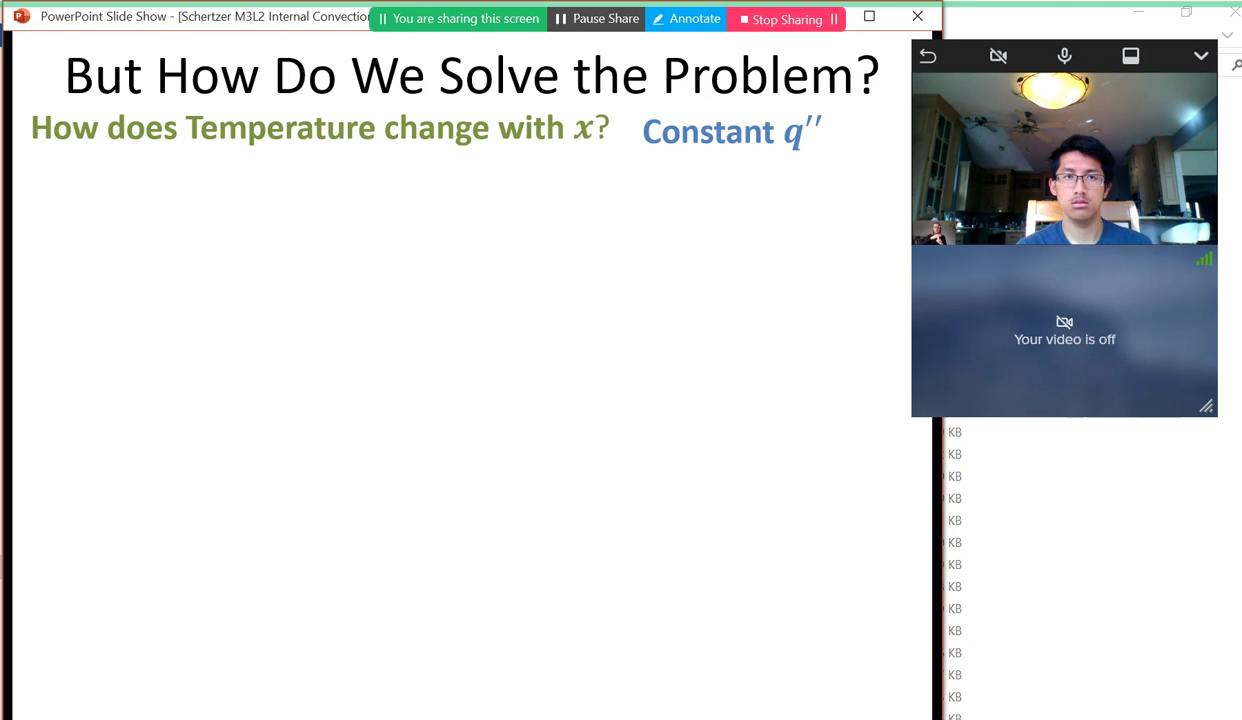 PowerPoint Slide Show - [Schertzer M3L2 Internal Convectio
You are sharing this screen
Pause Share
Annotate
Stop Sharing
But How Do We Solve the Problem?
How does Temperature change with x?
Constant q′′
Your video is off
KB
KB
KB
KB
KB
KB
KB
KB
KB
KB
KB
KB
KB
KB